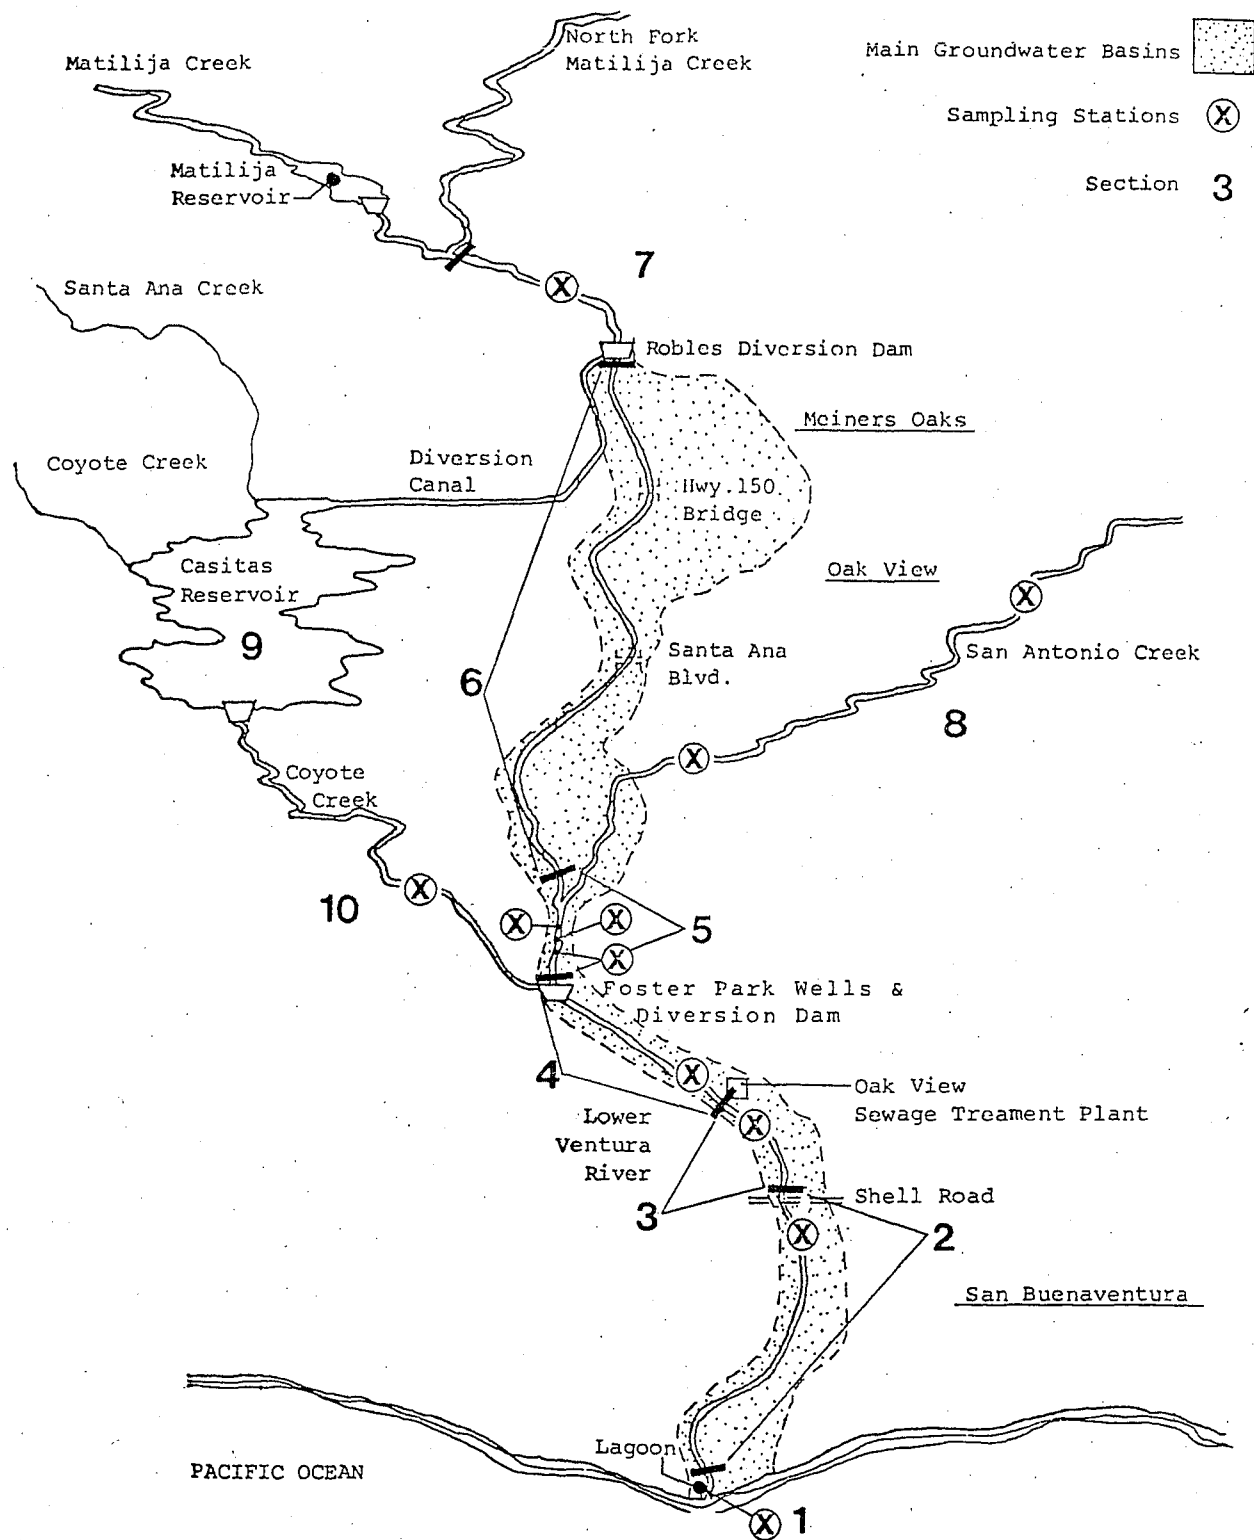 North Fork
Matilija Creek
Main Groundwater Basins
Matilija Creek
Sampling Stations X
Matilija
Reservoir
Section 3
7
X
Santa Ana Creek
Robles Diversion Dam
Meiners Oaks
Coyote Creek
Diversion
Canal
Hwy.150
Bridge
Casitas
Reservoir
Oak View
X
9
Santa Ana
Blvd.
San Antonio Creek
6
8
X
Coyote
Creek
X
10
X
X
5
X
Foster Park Wells &
Diversion Dam
4
X
Oak View
Sewage Treament Plant
Lower
Ventura
River
X
Shell Road
3
X
2
San Buenaventura
Lagoon
PACIFIC OCEAN
X 1